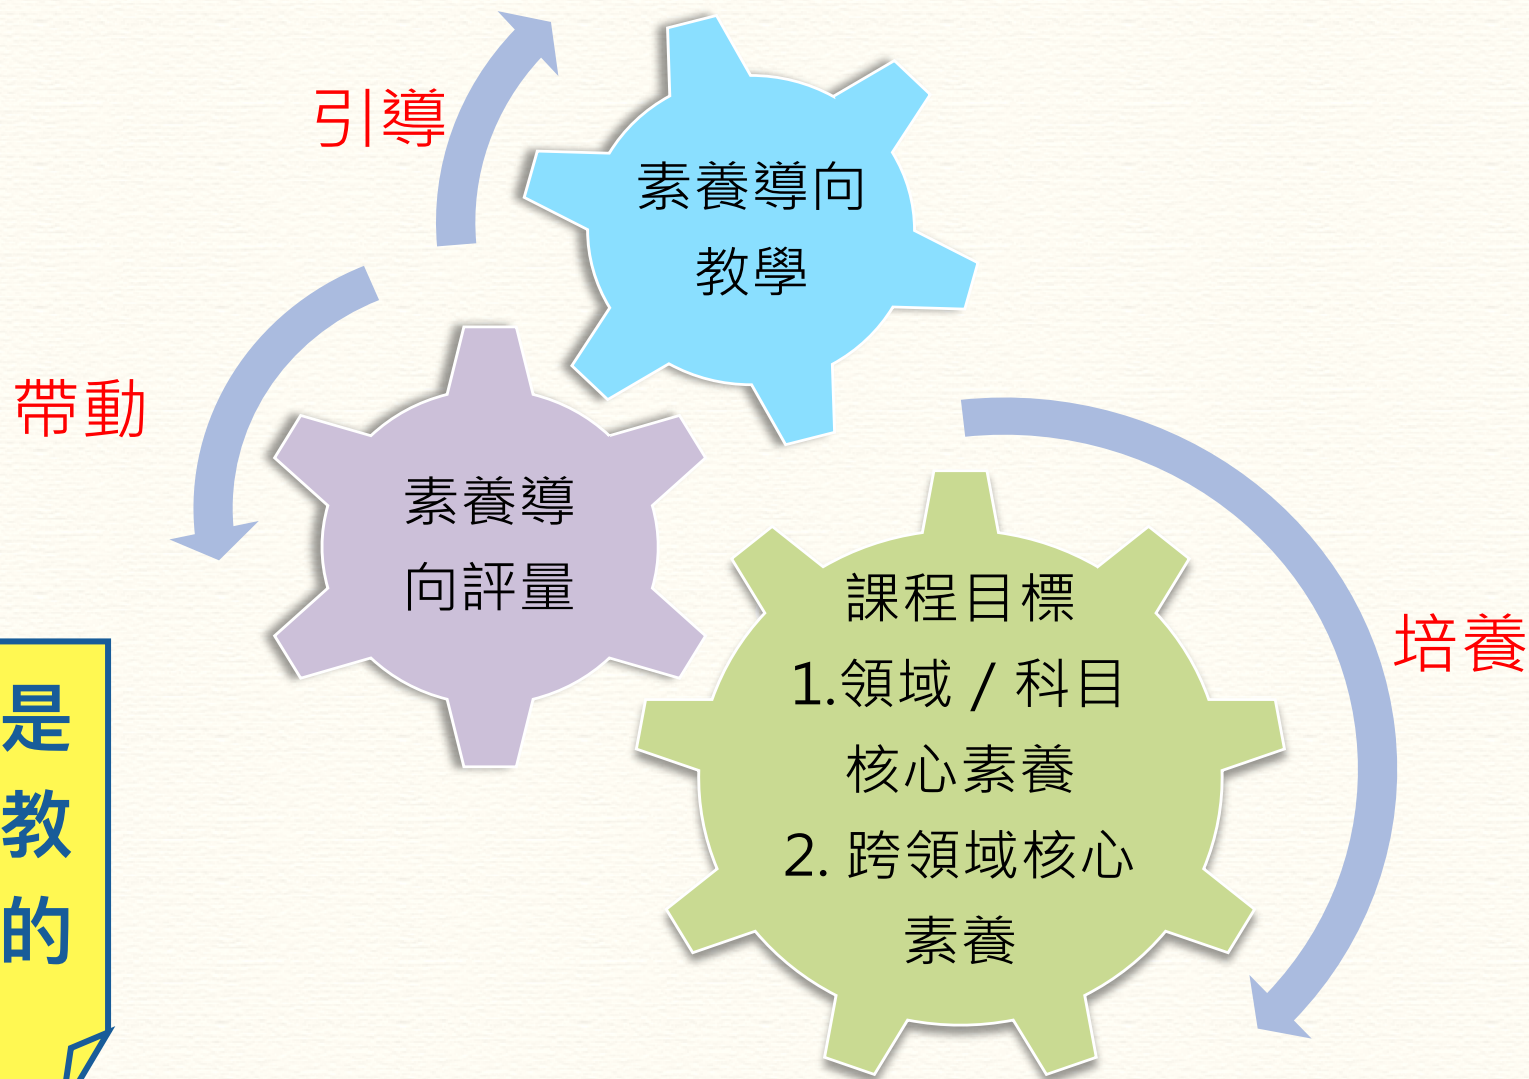 引導
素養導向
教學
帶動
素養導
向評量
課程目標
1.領域 / 科目
核心素養
2. 跨領域核心
素養
培養
是
教
的